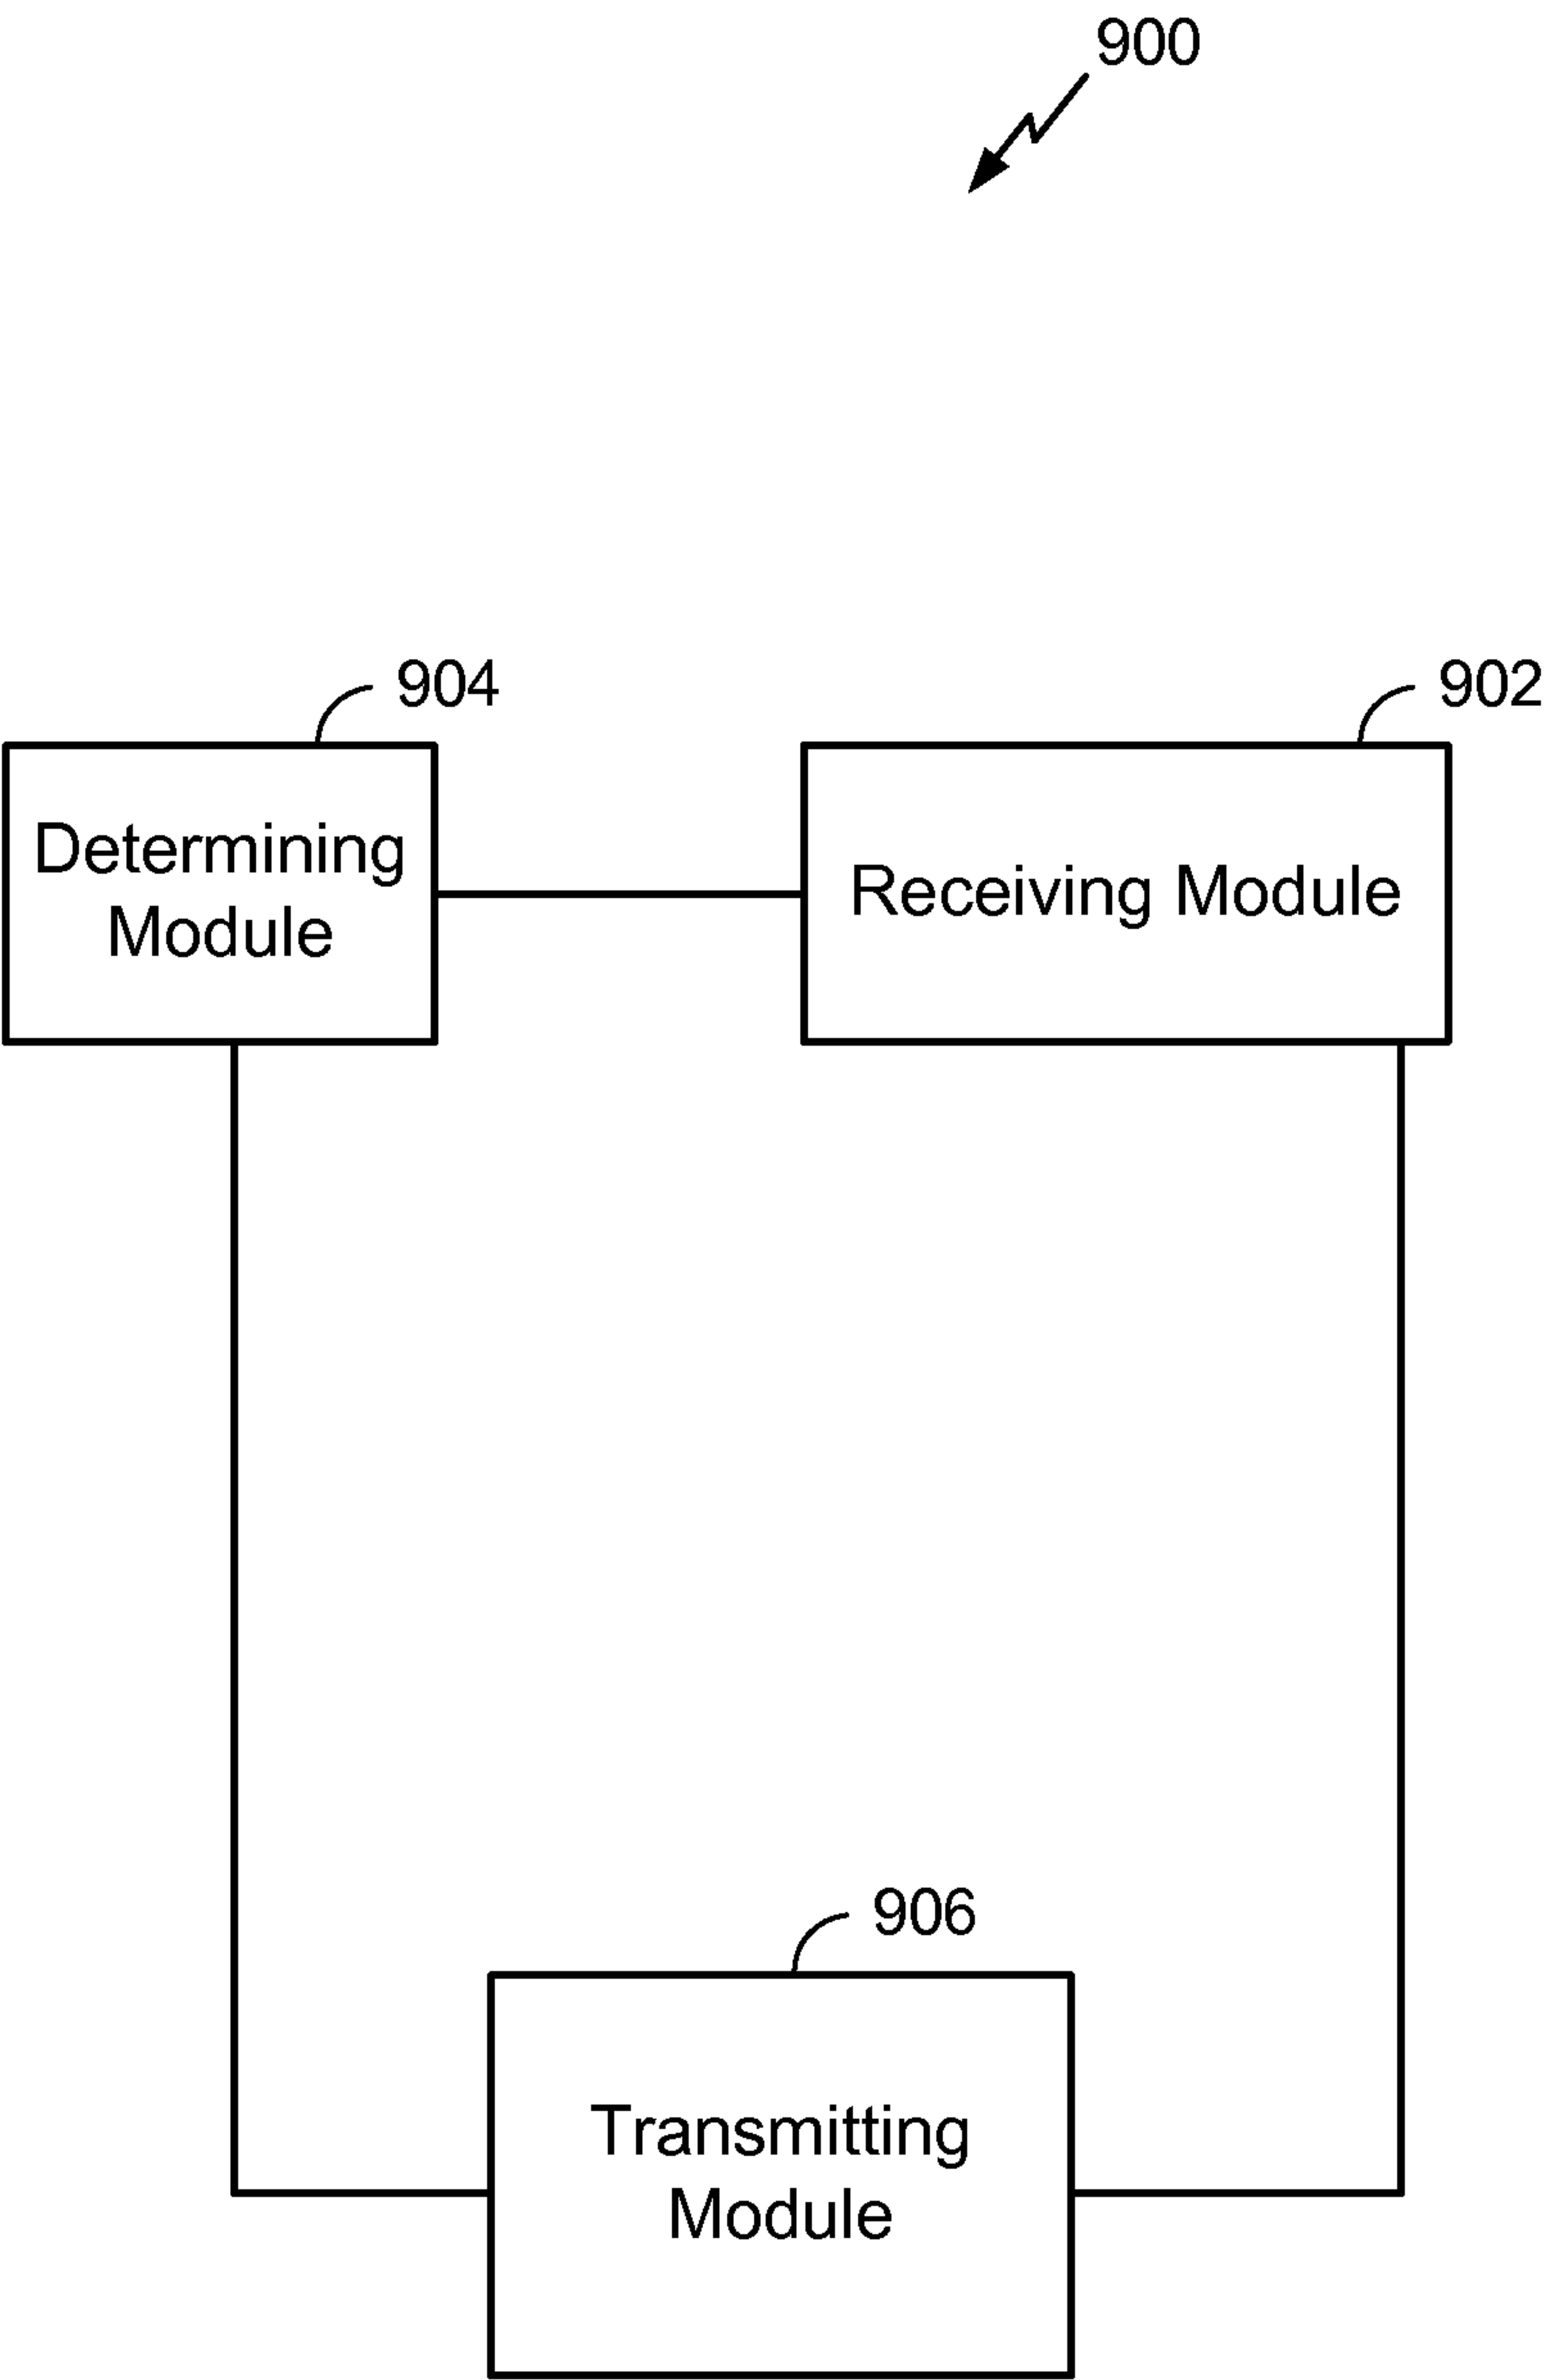 900
904
902
Determining
Module
Receiving Module
906
Transmitting
Module